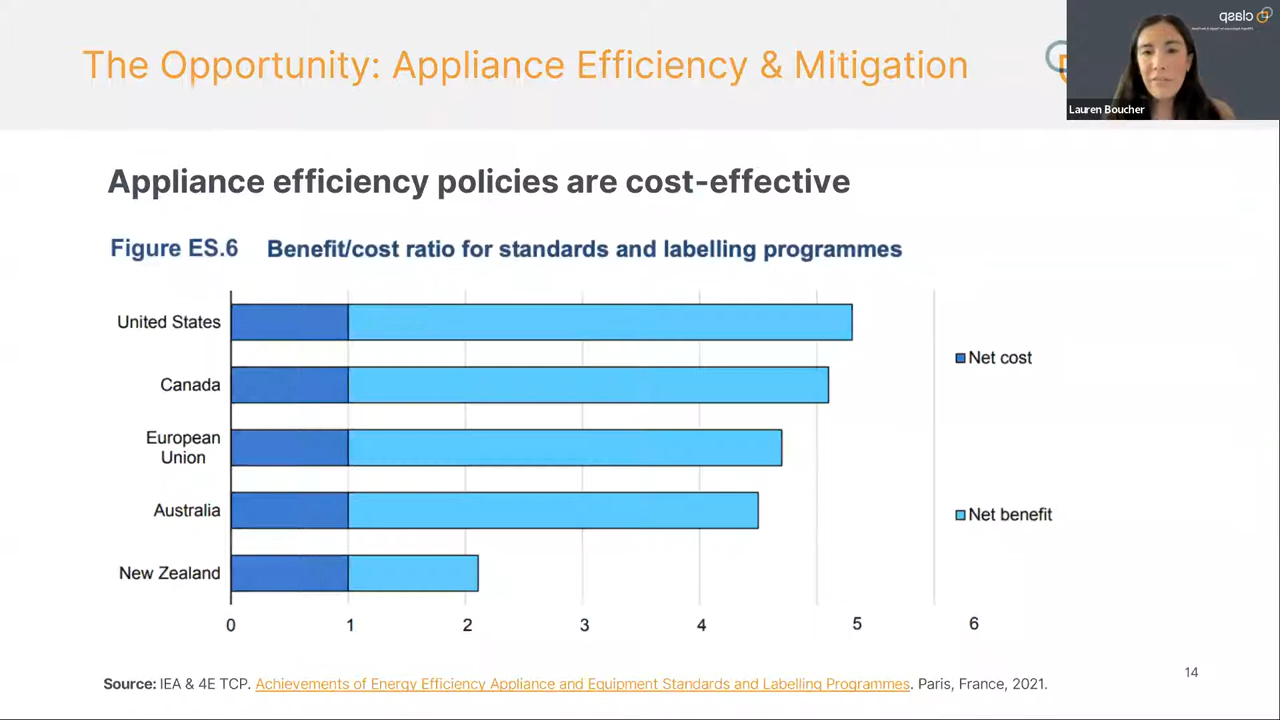 The Opportunity: Appliance Efficiency & Mitigation
clasp
Lauren Boucher
Appliance efficiency policies are cost-effective
Figure ES.6 Benefit/cost ratio for standards and labelling programmes
United States
Canada
European
Union
Australia
New Zealand
Net cost
Net benefit
0 1 2 3 4 5 6
14
Source: IEA & 4E TCP. Achievements of Energy Efficiency Appliance and Equipment Standards and Labelling Programmes. Paris, France, 2021.